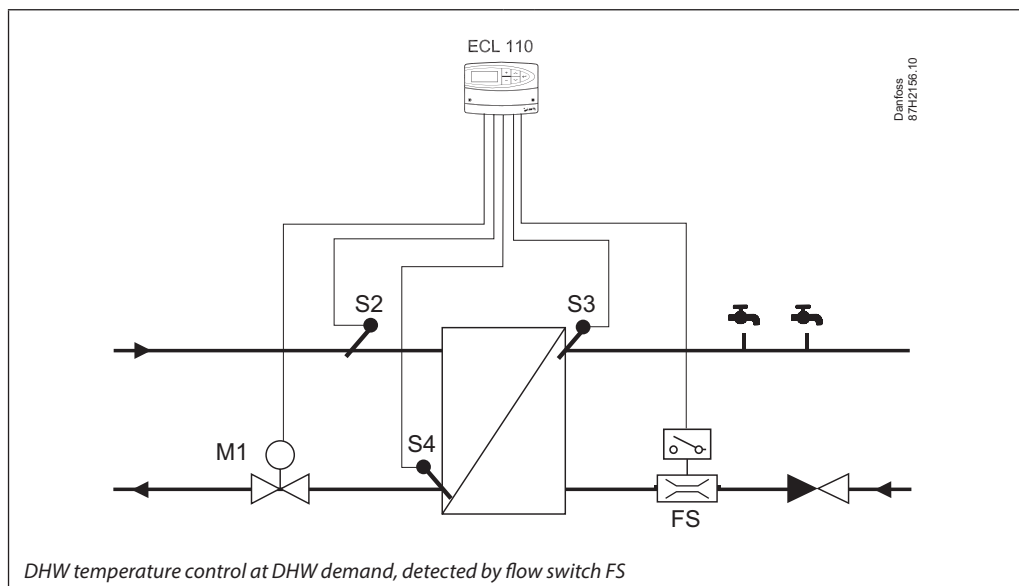 ECL 110
Danfoss
87H2156.10
S2
S3
M1
S4
FS
DHW temperature control at DHW demand, detected by flow switch FS